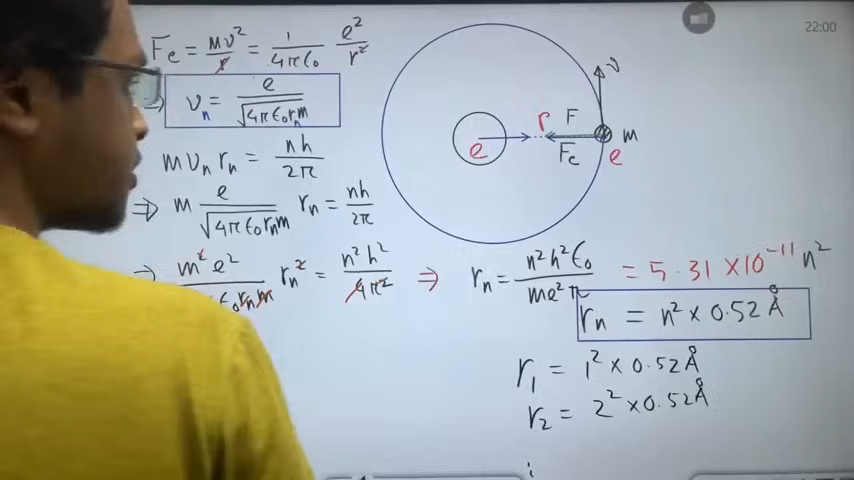 22:00
Fc = mv²/r = 1/4πε₀ e²/r²
⇒ vₙ = e/√4πε₀rₙm
mvₙrₙ = nh/2π
⇒ m e/√4πε₀rₙm rₙ = nh/2π
⇒ m²e²/ε₀rₙm rₙ² = n²h²/4π² ⇒ rₙ = n²h²ε₀/me²π = 5.31 × 10⁻¹¹ n²
rₙ = n² × 0.52 Å
r₁ = 1² × 0.52 Å
r₂ = 2² × 0.52 Å
v
e r F m
Fc e